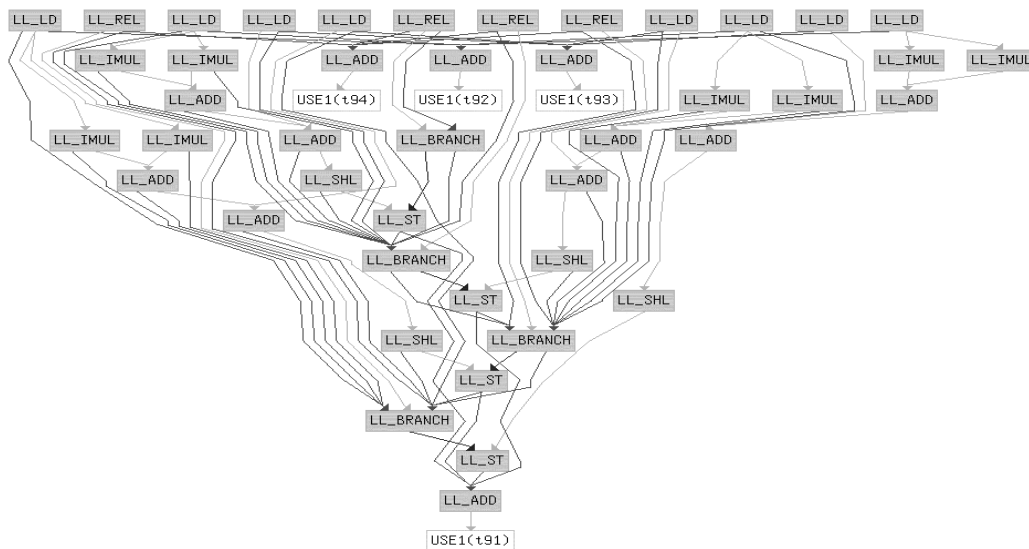 LL_LD LL_REL LL_LD LL_LD LL_LD LL_REL LL_REL LL_REL LL_LD LL_LD LL_LD LL_LD
LL_IMUL LL_IMUL LL_ADD LL_ADD LL_ADD LL_IMUL LL_IMUL
LL_ADD USE1(t94) USE1(t92) USE1(t93) LL_IMUL LL_IMUL LL_ADD
LL_IMUL LL_IMUL LL_ADD LL_BRANCH LL_ADD LL_ADD
LL_ADD LL_SHL LL_ADD
LL_ADD LL_ST
LL_BRANCH LL_SHL
LL_ST LL_SHL
LL_SHL LL_BRANCH
LL_ST
LL_BRANCH
LL_ST
LL_ADD
USE1(t91)